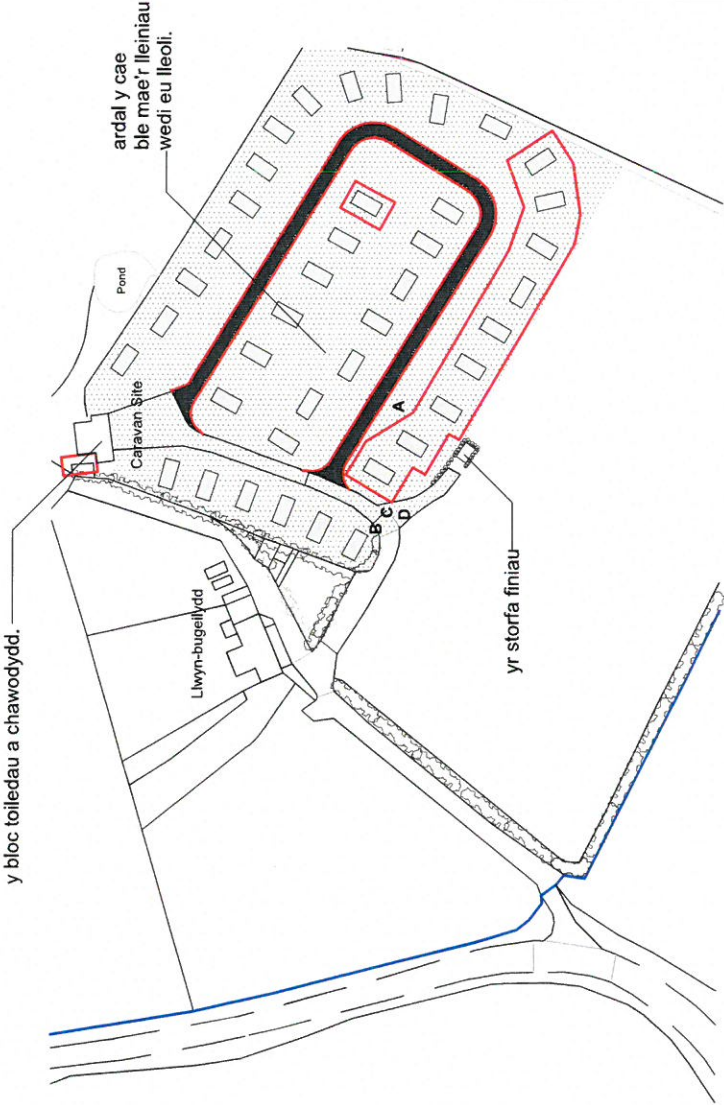 y bloc toiledau a chawodydd.
ardal y cae
ble mae'r lleiniau
wedi eu lleoli.
Pond
Caravan Site
Llwyn-bugeilydd
A
B
C
D
yr storfa finiau